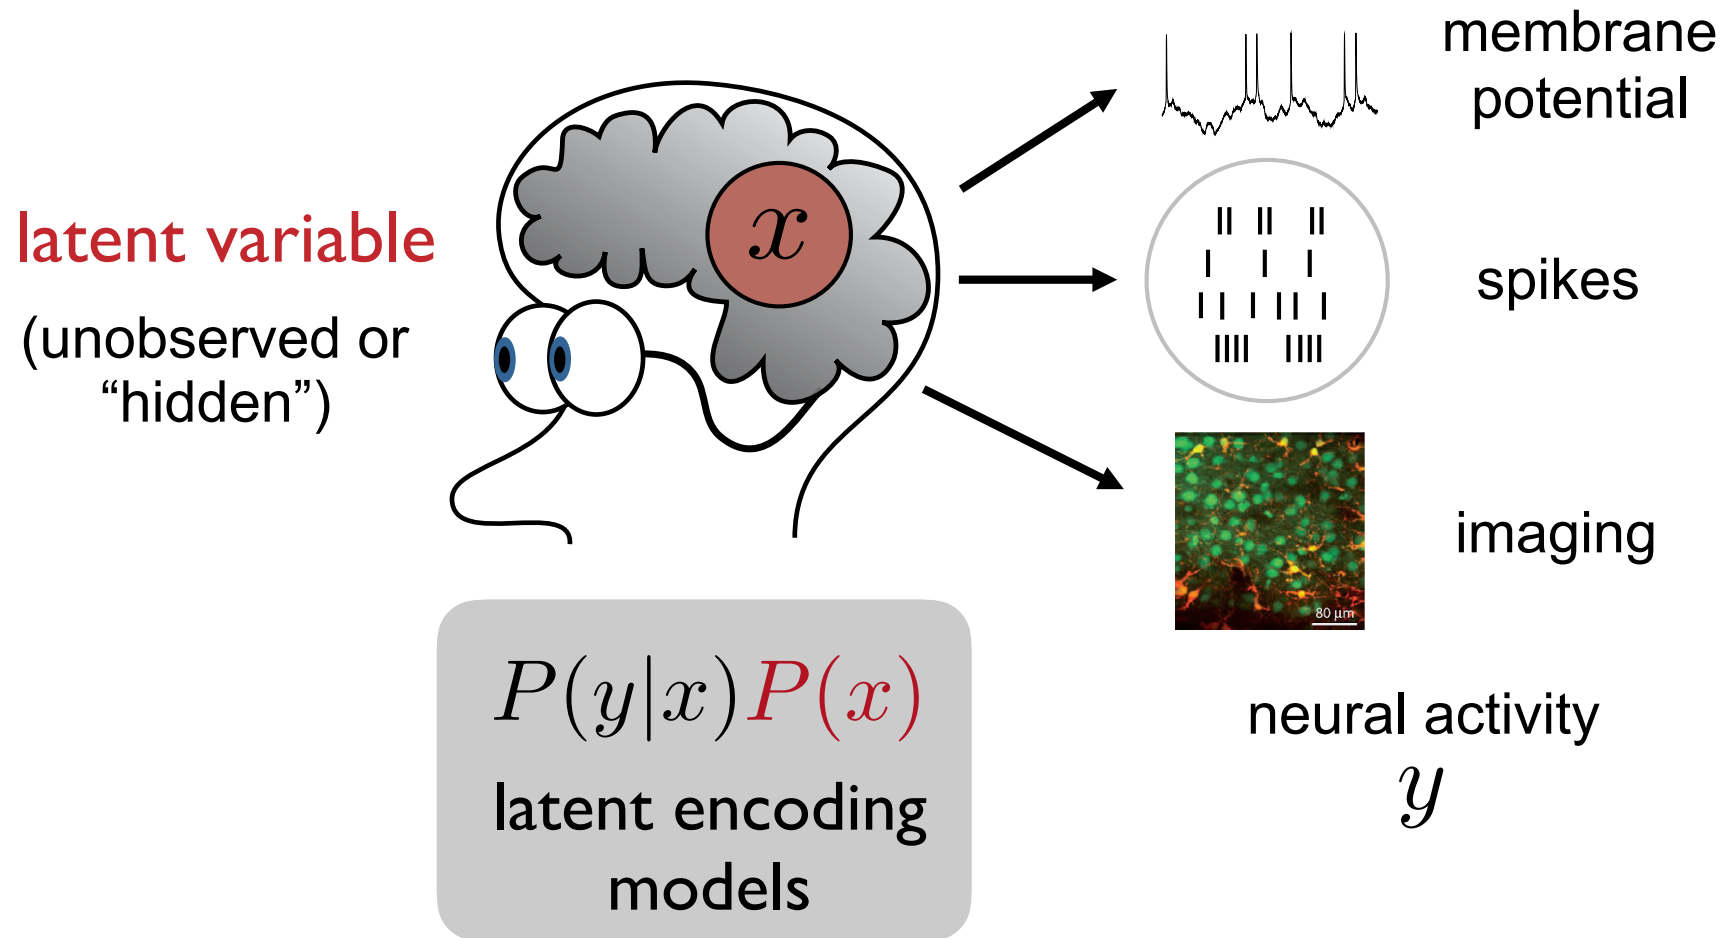 latent variable
(unobserved or
“hidden”)
x
membrane
potential
spikes
imaging
80 μm
neural activity
y
P(y|x)P(x)
latent encoding
models